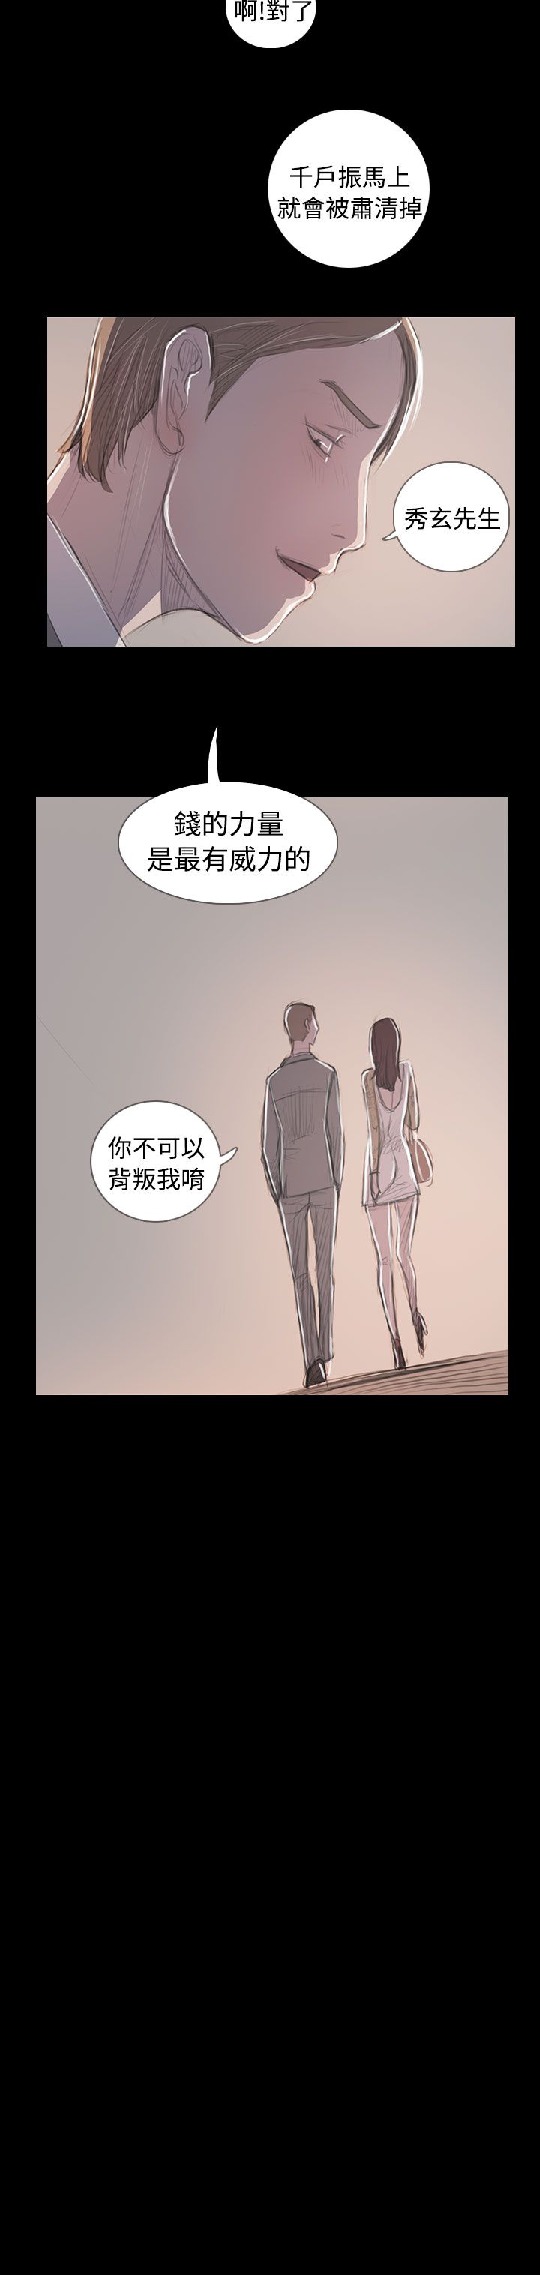 啊!對了
千戶振馬上
就會被肅清掉
秀玄先生
錢的力量
是最有威力的
你不可以
背叛我唷